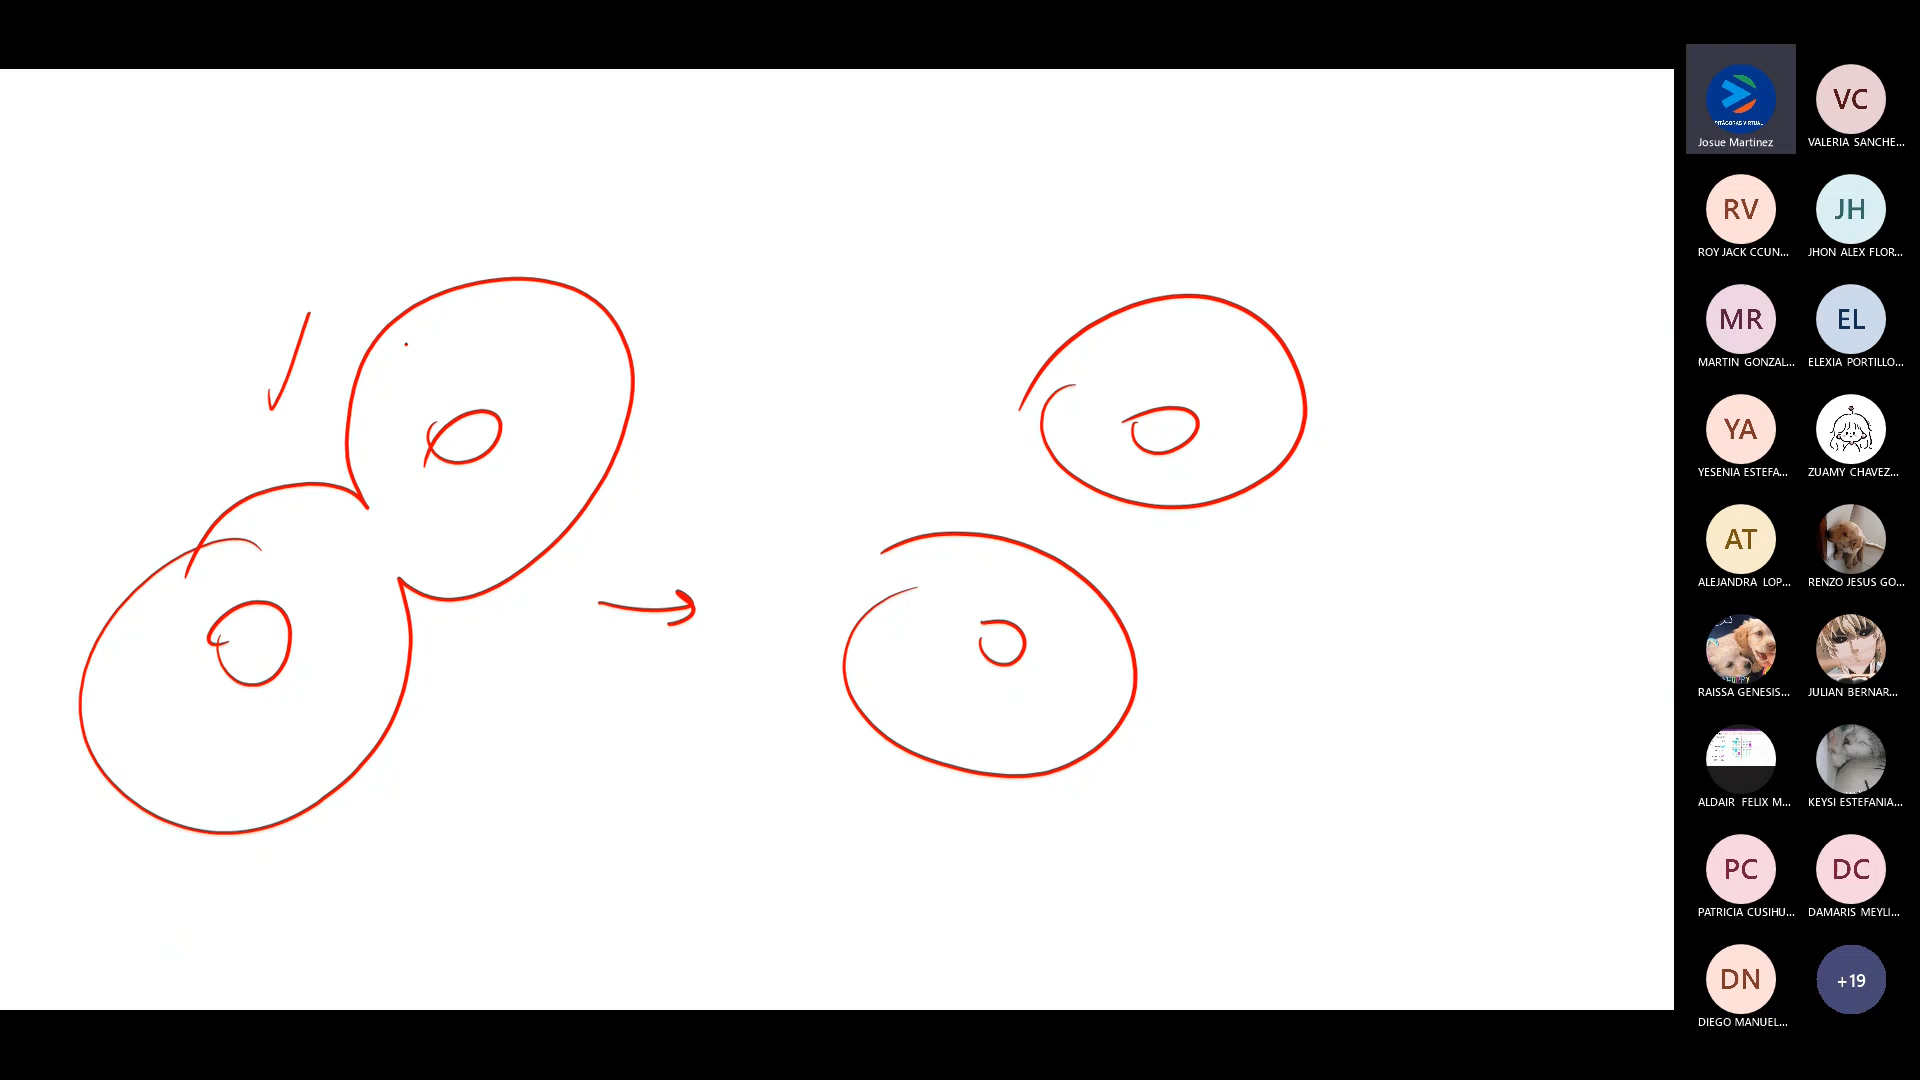 PITÁGORAS VIRTUAL
Josue Martinez
VC
VALERIA SANCHE...
RV
ROY JACK CCUN...
JH
JHON ALEX FLOR...
MR
MARTIN GONZAL...
EL
ELEXIA PORTILLO...
YA
YESENIA ESTEFA...
ZUAMY CHAVEZ...
AT
ALEJANDRA LOP...
RENZO JESUS GO...
RAISSA GENESIS...
JULIAN BERNAR...
ALDAIR FELIX M...
KEYSI ESTEFANIA...
PC
PATRICIA CUSIHU...
DC
DAMARIS MEYLI...
DN
DIEGO MANUEL...
+19